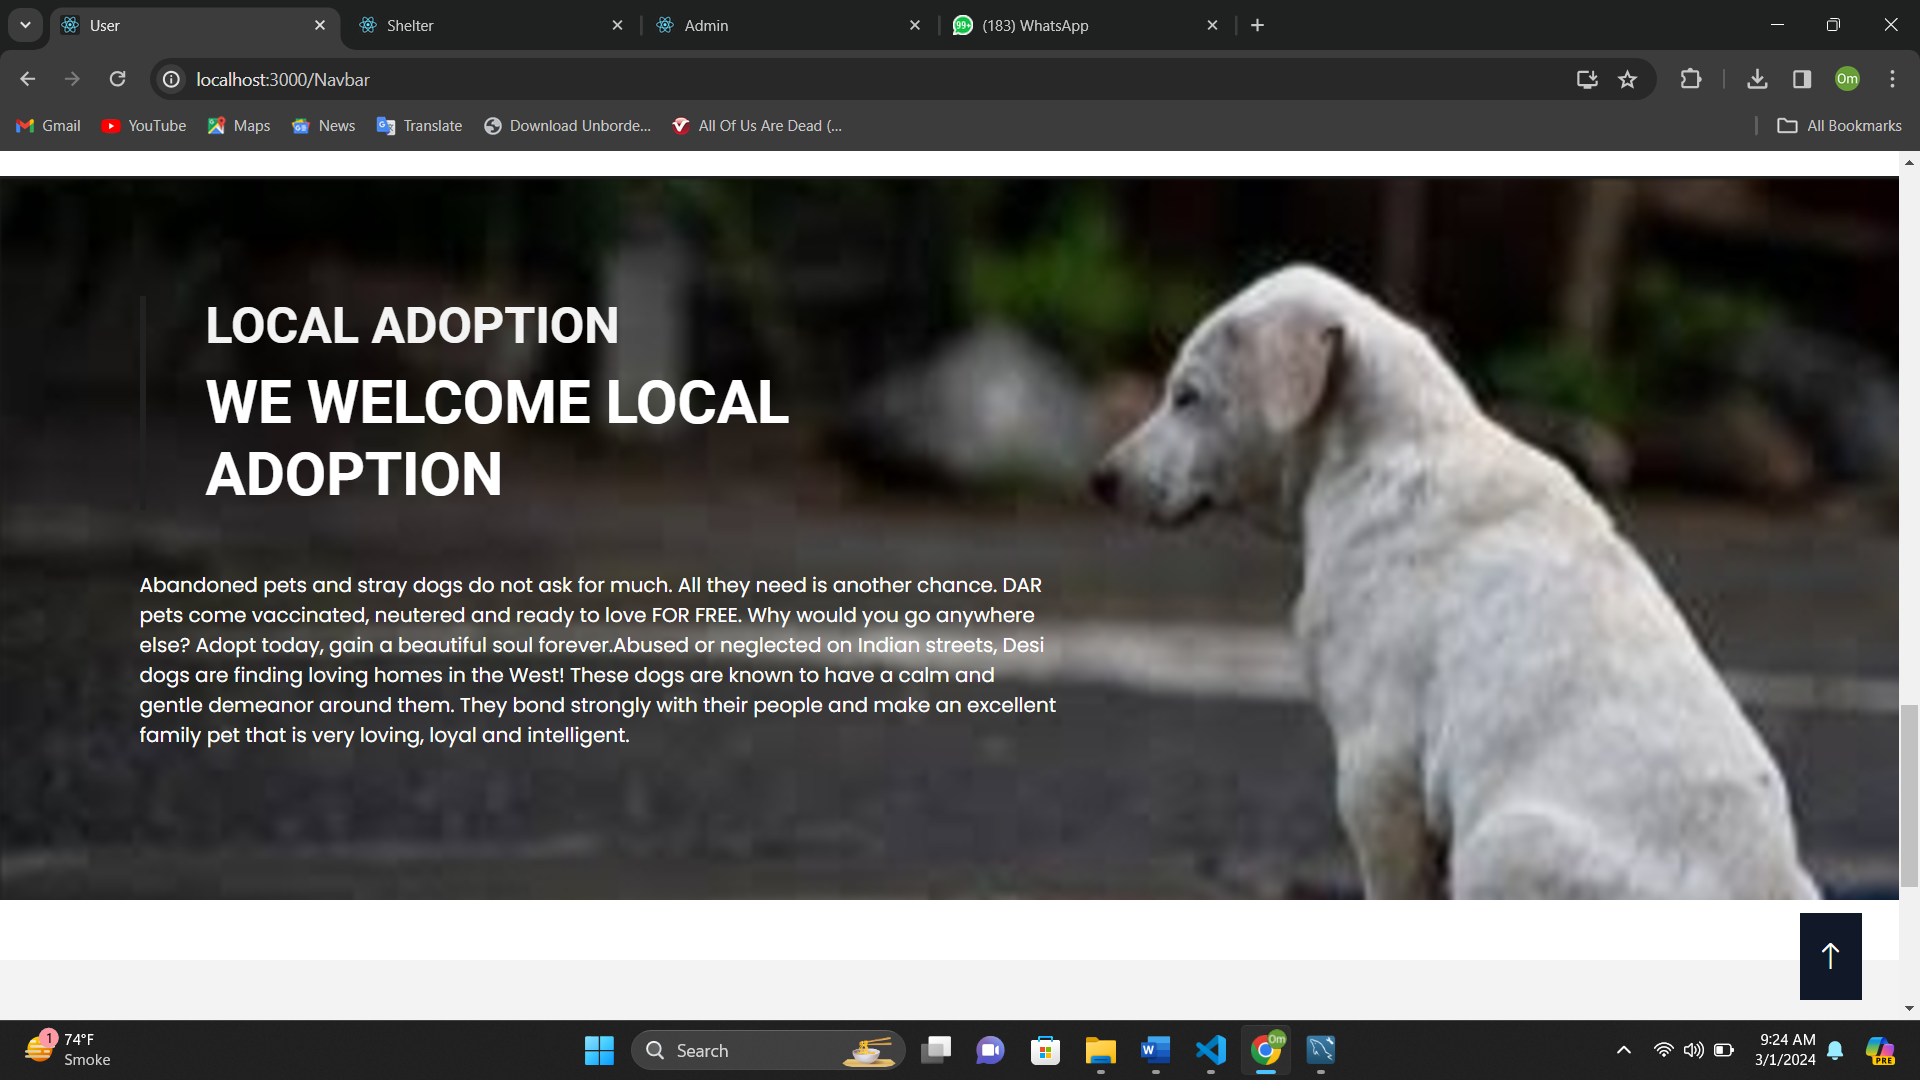 User
Shelter
Admin
99+
(183) WhatsApp
localhost:3000/Navbar
Om
Gmail
YouTube
Maps
News
Translate
Download Unborde...
All Of Us Are Dead (...
All Bookmarks
LOCAL ADOPTION
WE WELCOME LOCAL
ADOPTION
Abandoned pets and stray dogs do not ask for much. All they need is another chance. DAR
pets come vaccinated, neutered and ready to love FOR FREE. Why would you go anywhere
else? Adopt today, gain a beautiful soul forever.Abused or neglected on Indian streets, Desi
dogs are finding loving homes in the West! These dogs are known to have a calm and
gentle demeanor around them. They bond strongly with their people and make an excellent
family pet that is very loving, loyal and intelligent.
1
74°F
Smoke
Search
W
Om
9:24 AM
3/1/2024
PRE